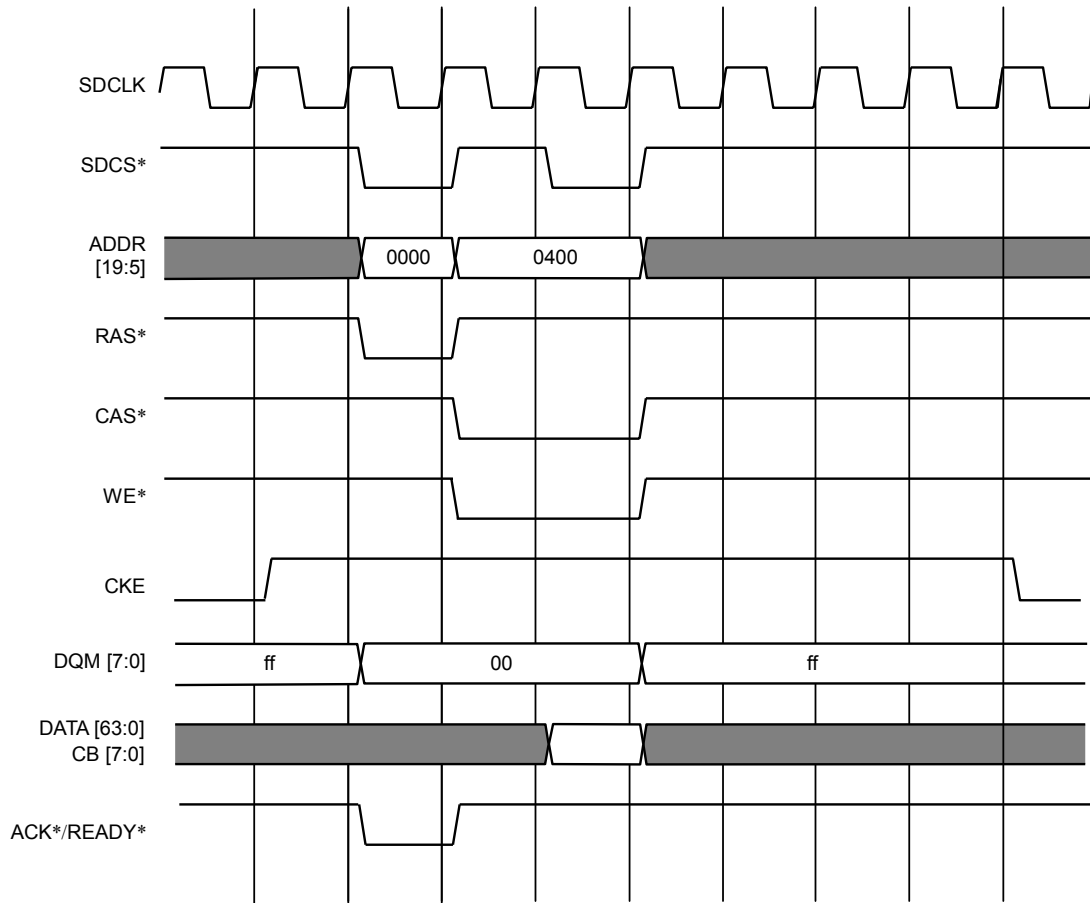 SDCLK
SDCS*
ADDR
[19:5]
0000
0400
RAS*
CAS*
WE*
CKE
DQM [7:0]
ff
00
ff
DATA [63:0]
CB [7:0]
ACK*/READY*